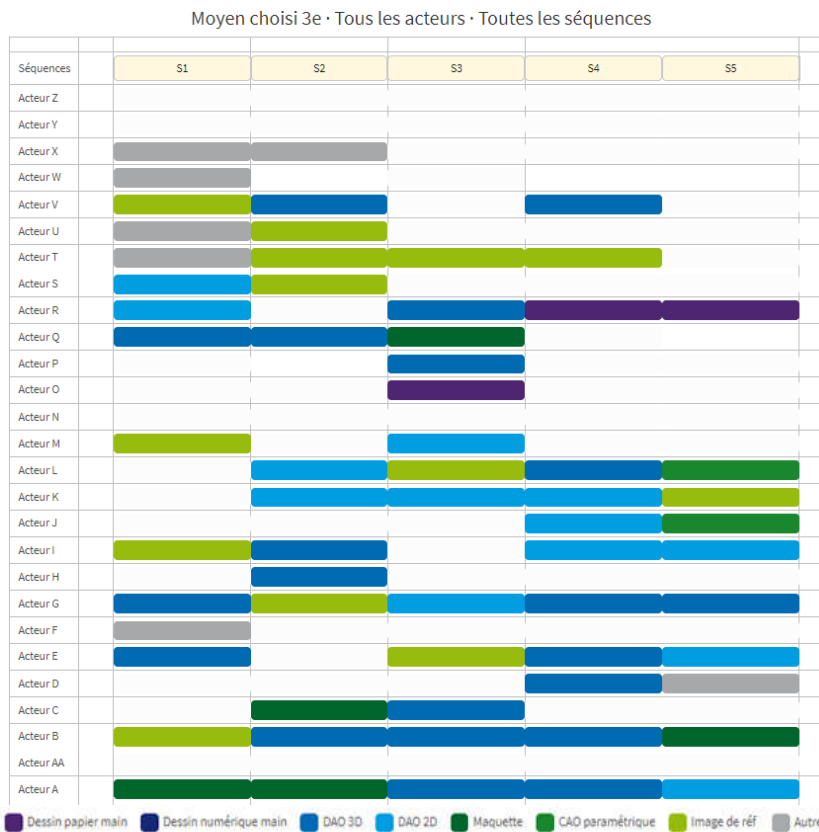 Moyen choisi 3e · Tous les acteurs · Toutes les séquences
Séquences S1 S2 S3 S4 S5
Acteur Z
Acteur Y
Acteur X
Acteur W
Acteur V
Acteur U
Acteur T
Acteur S
Acteur R
Acteur Q
Acteur P
Acteur O
Acteur N
Acteur M
Acteur L
Acteur K
Acteur J
Acteur I
Acteur H
Acteur G
Acteur F
Acteur E
Acteur D
Acteur C
Acteur B
Acteur AA
Acteur A
Dessin papier main Dessin numérique main DAO 3D DAO 2D Maquette CAO paramétrique Image de réf Autre